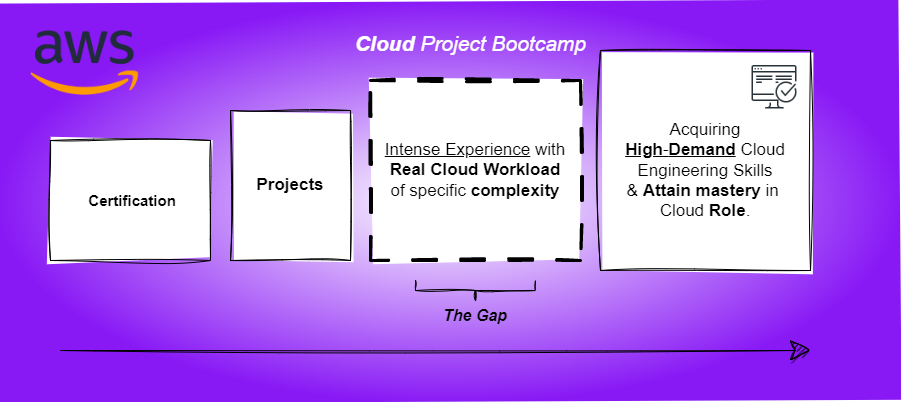 aws
Cloud Project Bootcamp
Certification
Projects
Intense Experience with
Real Cloud Workload
of specific complexity
Acquiring
High-Demand Cloud
Engineering Skills
& Attain mastery in
Cloud Role.
The Gap